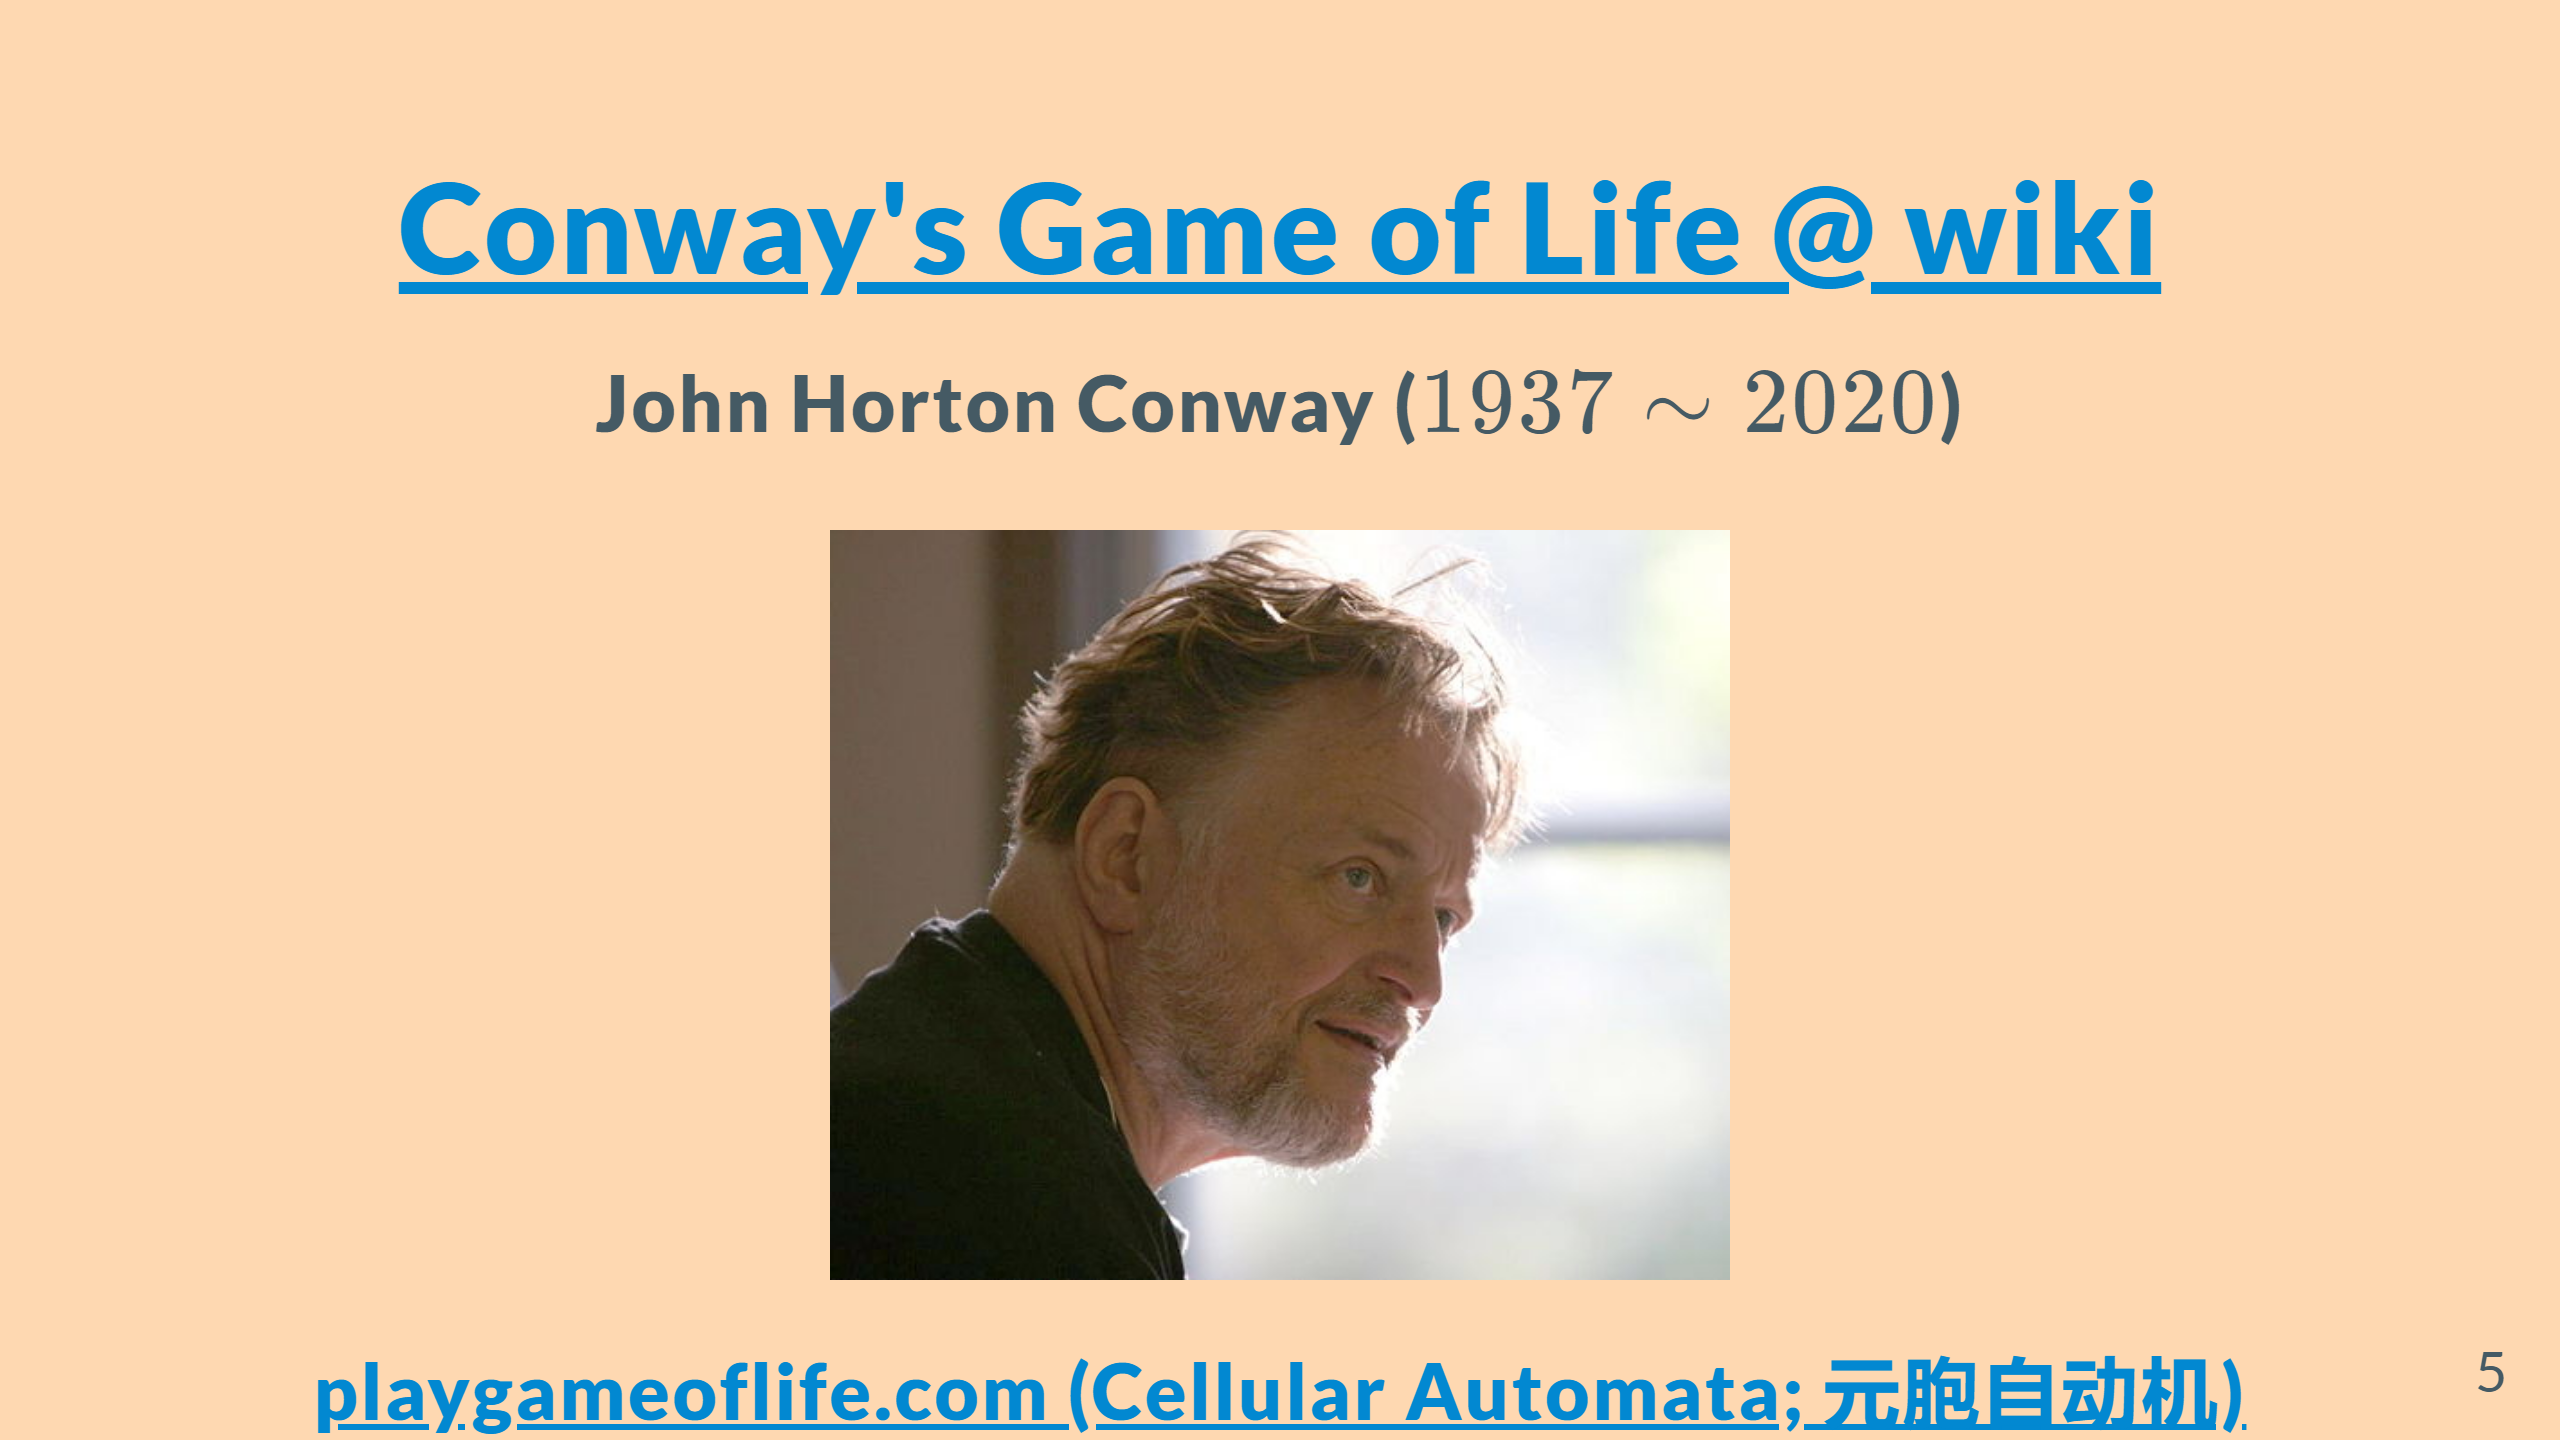 Conway's Game of Life @ wiki
John Horton Conway (1937 ∼ 2020)
playgameoflife.com (Cellular Automata; 元胞自动机)
5